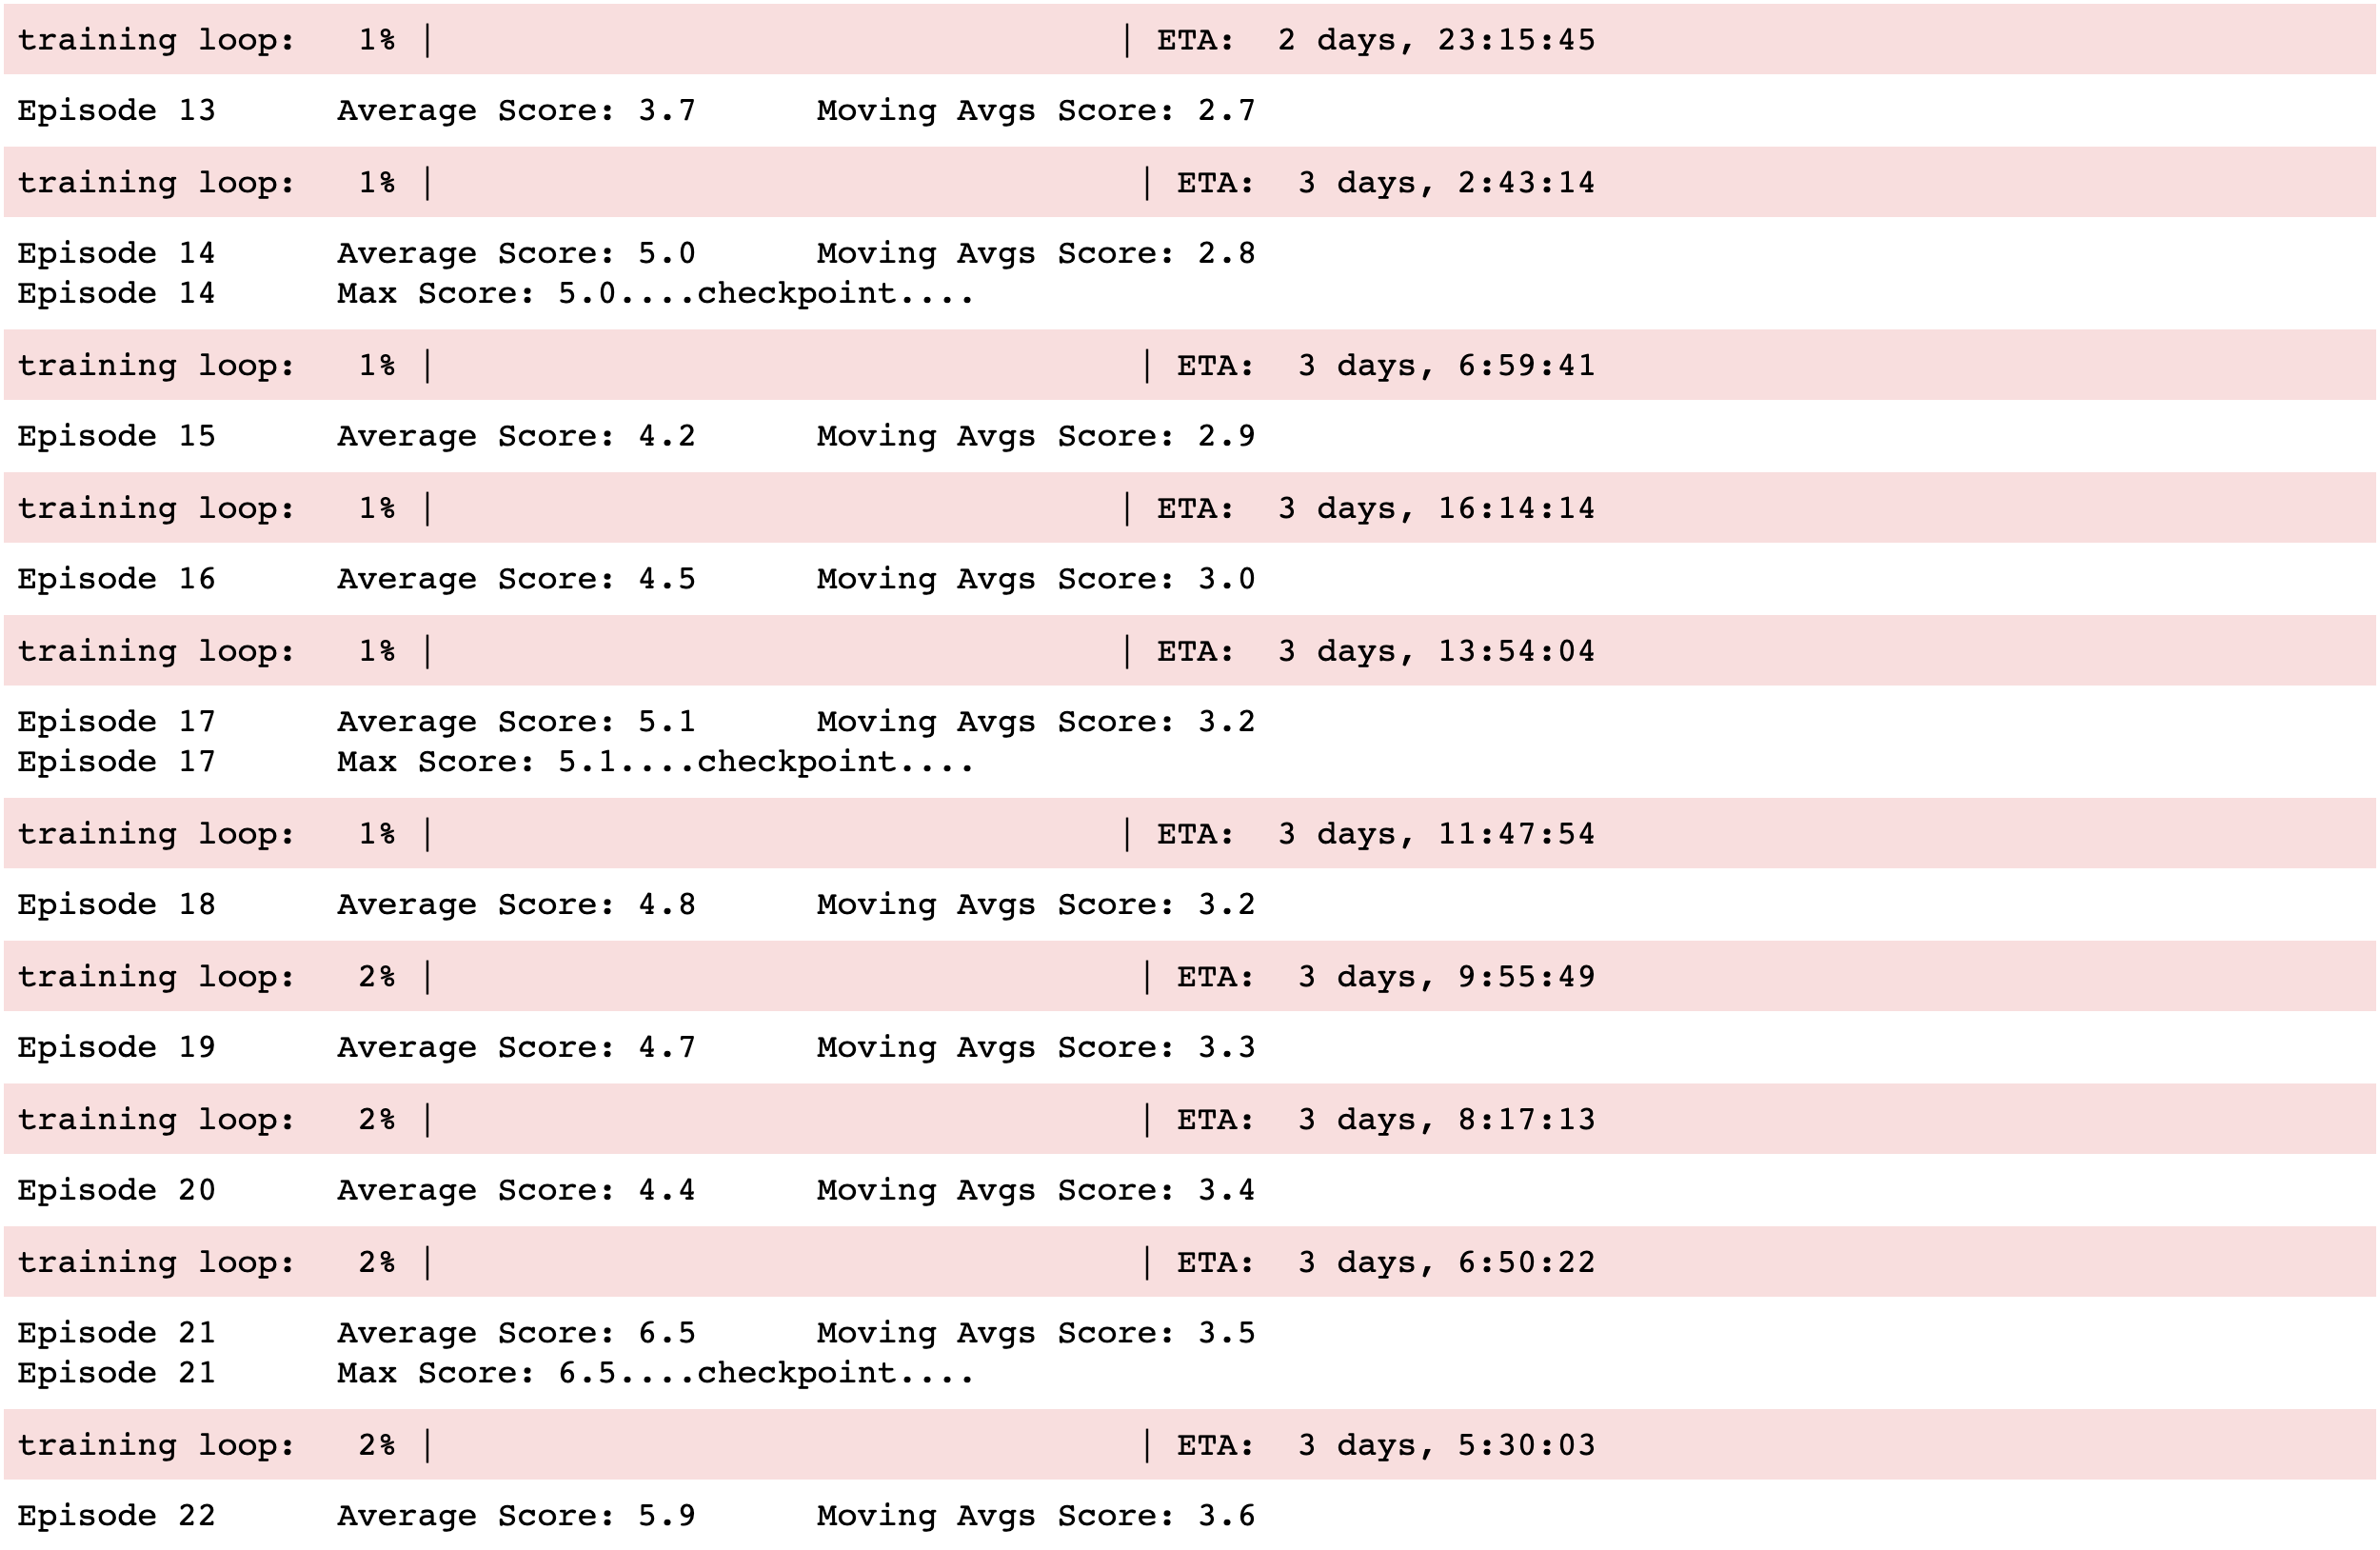 training loop:   1% |                                  | ETA:  2 days, 23:15:45
Episode 13      Average Score: 3.7      Moving Avgs Score: 2.7
training loop:   1% |                                   | ETA:  3 days, 2:43:14
Episode 14      Average Score: 5.0      Moving Avgs Score: 2.8
Episode 14      Max Score: 5.0....checkpoint....
training loop:   1% |                                   | ETA:  3 days, 6:59:41
Episode 15      Average Score: 4.2      Moving Avgs Score: 2.9
training loop:   1% |                                  | ETA:  3 days, 16:14:14
Episode 16      Average Score: 4.5      Moving Avgs Score: 3.0
training loop:   1% |                                  | ETA:  3 days, 13:54:04
Episode 17      Average Score: 5.1      Moving Avgs Score: 3.2
Episode 17      Max Score: 5.1....checkpoint....
training loop:   1% |                                  | ETA:  3 days, 11:47:54
Episode 18      Average Score: 4.8      Moving Avgs Score: 3.2
training loop:   2% |                                   | ETA:  3 days, 9:55:49
Episode 19      Average Score: 4.7      Moving Avgs Score: 3.3
training loop:   2% |                                   | ETA:  3 days, 8:17:13
Episode 20      Average Score: 4.4      Moving Avgs Score: 3.4
training loop:   2% |                                   | ETA:  3 days, 6:50:22
Episode 21      Average Score: 6.5      Moving Avgs Score: 3.5
Episode 21      Max Score: 6.5....checkpoint....
training loop:   2% |                                   | ETA:  3 days, 5:30:03
Episode 22      Average Score: 5.9      Moving Avgs Score: 3.6